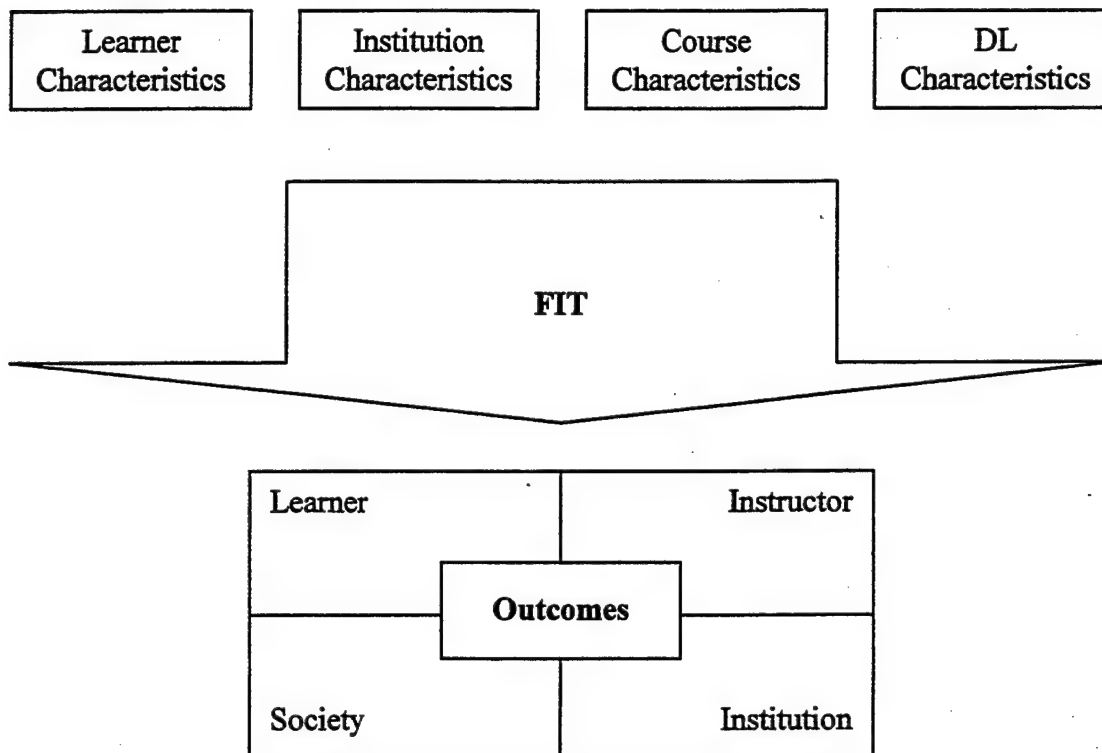 Learner
Characteristics
Institution
Characteristics
Course
Characteristics
DL
Characteristics
FIT
Learner
Instructor
Outcomes
Society
Institution